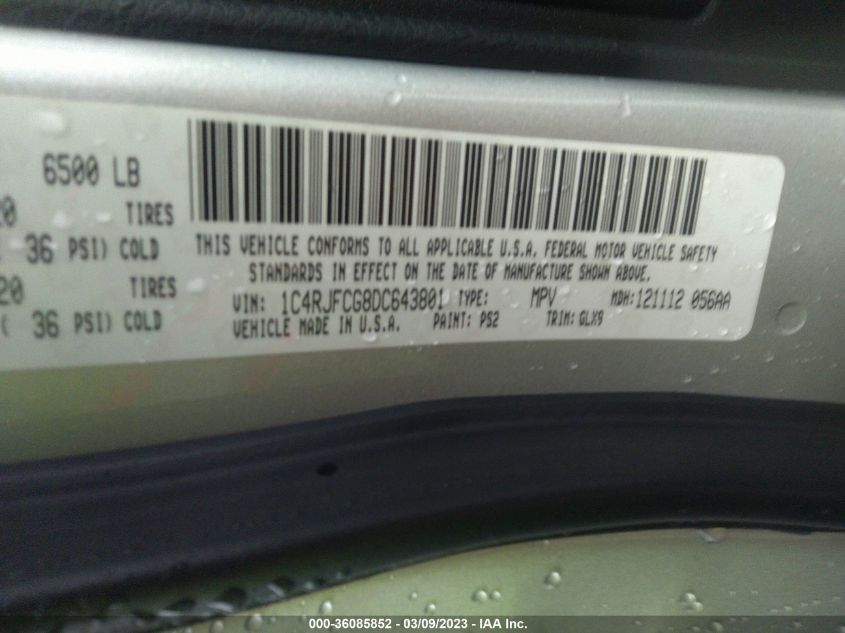 6500 LB
20 TIRES
36 PSI) COLD
20 TIRES
( 36 PSI) COLD
THIS VEHICLE CONFORMS TO ALL APPLICABLE U.S.A. FEDERAL MOTOR VEHICLE SAFETY
STANDARDS IN EFFECT ON THE DATE OF MANUFACTURE SHOWN ABOVE.
VIN: 1C4RJFCG8DC643801 TYPE: MPV MDH:121112 056AA
VEHICLE MADE IN U.S.A. PAINT: PS2 TRIM: GLX9
000-36085852 - 03/09/2023 - IAA Inc.